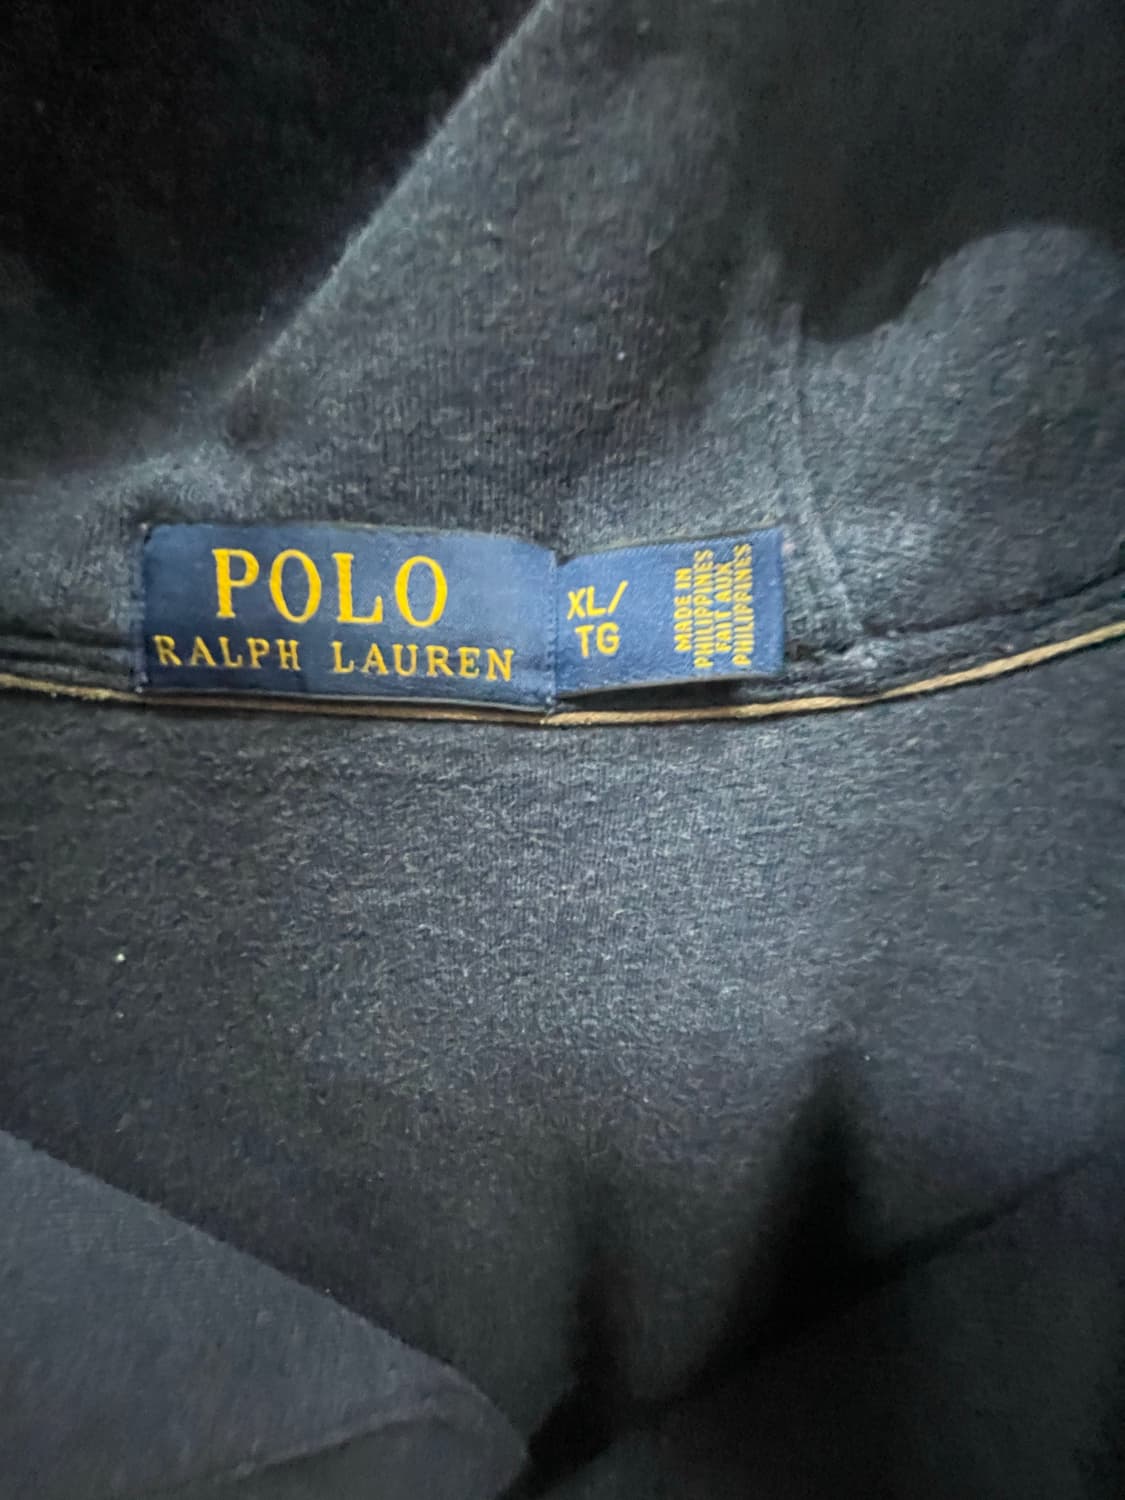 POLO
RALPH LAUREN
XL/
TG
MADE IN
PHILIPPINES
FAIT AUX
PHILIPPINES